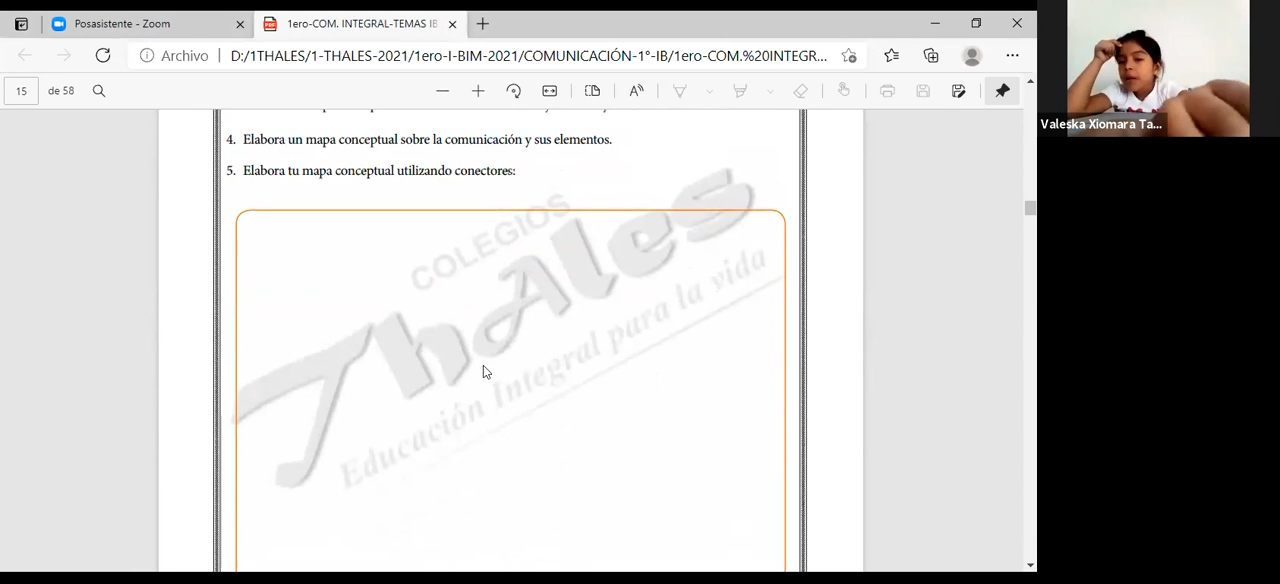 Posasistente - Zoom
1ero-COM. INTEGRAL-TEMAS IB
Archivo
D:/1THALES/1-THALES-2021/1ero-I-BIM-2021/COMUNICACIÓN-1°-IB/1ero-COM.%20INTEGR...
15
de 58
4. Elabora un mapa conceptual sobre la comunicación y sus elementos.
5. Elabora tu mapa conceptual utilizando conectores:
COLEGIOS
ThAles
Educación Integral para la vida
Valeska Xiomara Ta...